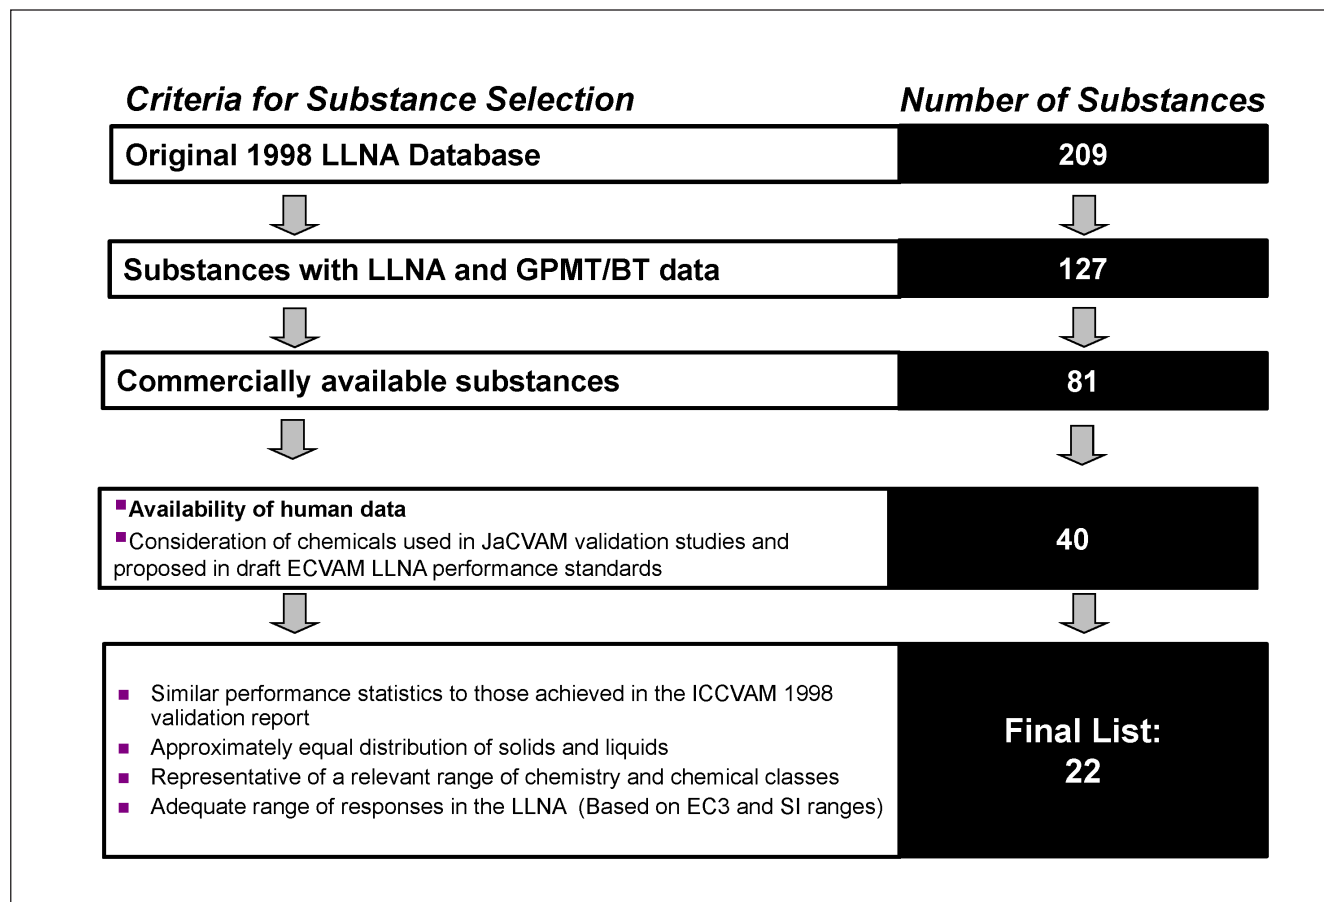 Criteria for Substance Selection
Number of Substances
Original 1998 LLNA Database
209
Substances with LLNA and GPMT/BT data
127
Commercially available substances
81
▪Availability of human data
▪Consideration of chemicals used in JaCVAM validation studies and
proposed in draft ECVAM LLNA performance standards
40
▪ Similar performance statistics to those achieved in the ICCVAM 1998
validation report
▪ Approximately equal distribution of solids and liquids
▪ Representative of a relevant range of chemistry and chemical classes
▪ Adequate range of responses in the LLNA (Based on EC3 and SI ranges)
Final List:
22